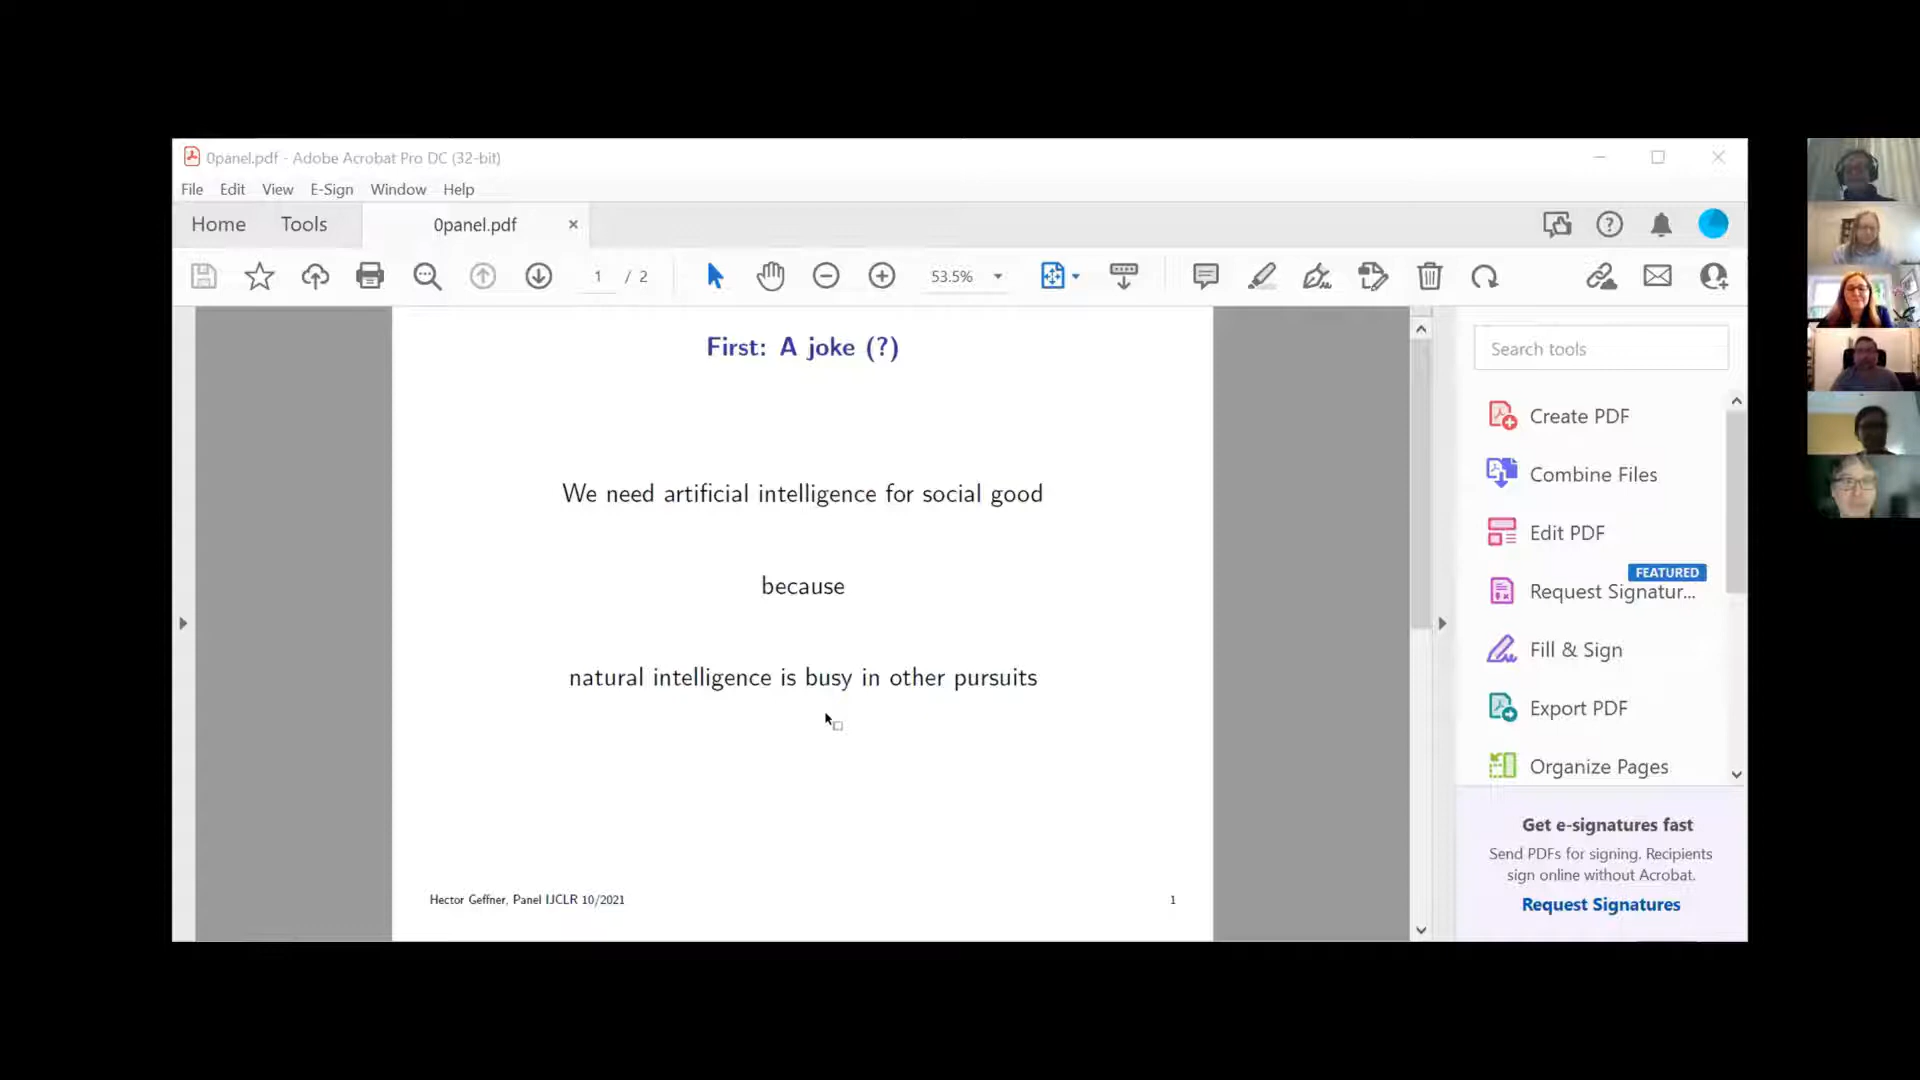 0panel.pdf - Adobe Acrobat Pro DC (32-bit)
File Edit View E-Sign Window Help
Home Tools 0panel.pdf
1 / 2 53.5%
First: A joke (?)
We need artificial intelligence for social good
because
natural intelligence is busy in other pursuits
Hector Geffner, Panel IJCLR 10/2021 1
Search tools
Create PDF
Combine Files
Edit PDF
FEATURED
Request Signatur...
Fill & Sign
Export PDF
Organize Pages
Get e-signatures fast
Send PDFs for signing. Recipients
sign online without Acrobat.
Request Signatures